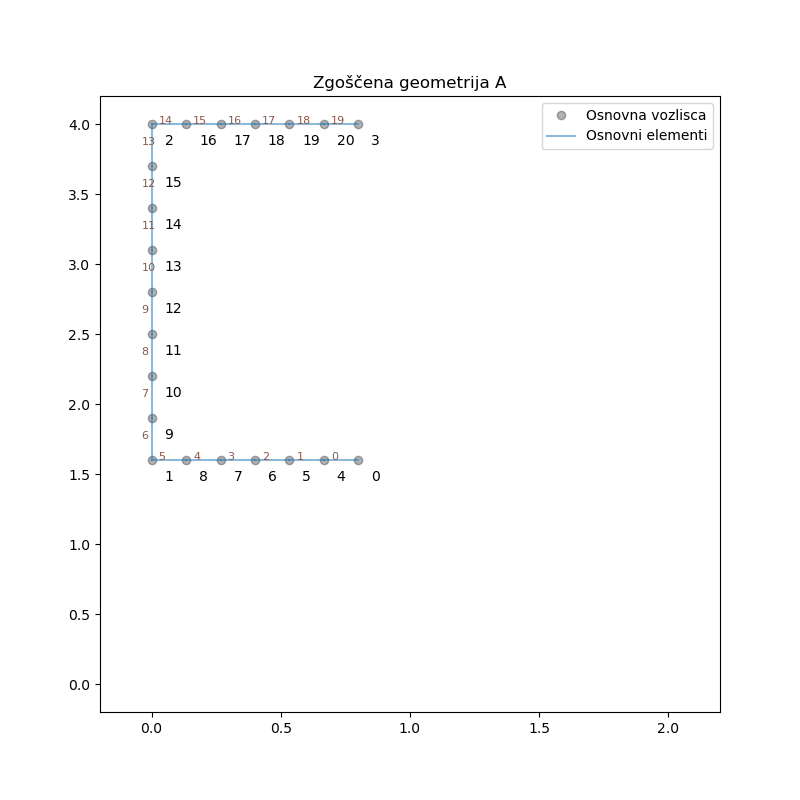 Zgoščena geometrija A
Osnovna vozlisca
Osnovni elementi
4.0
14 15 16 17 18 19
13 2 16 17 18 19 20 3
12 15
3.5
11 14
3.0
10 13
9 12
2.5
8 11
7 10
2.0
6 9
5 4 3 2 1 0
1.5
1 8 7 6 5 4 0
1.0
0.5
0.0
0.0 0.5 1.0 1.5 2.0